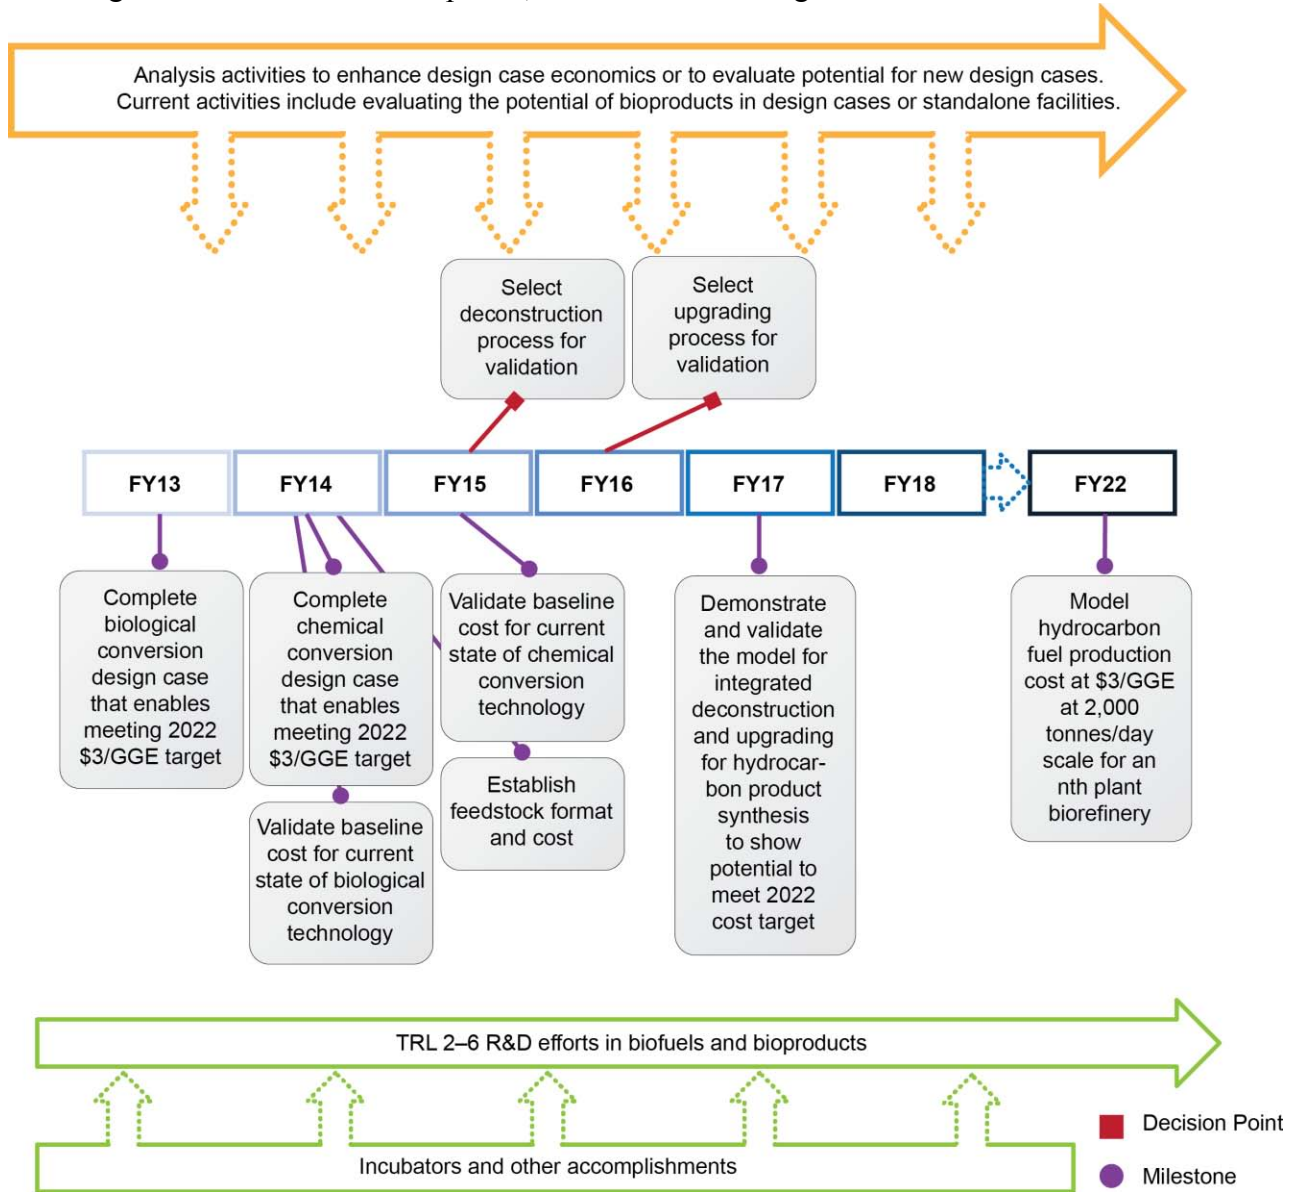 Analysis activities to enhance design case economics or to evaluate potential for new design cases.
Current activities include evaluating the potential of bioproducts in design cases or standalone facilities.
Select
deconstruction
process for
validation
Select
upgrading
process for
validation
FY13
FY14
FY15
FY16
FY17
FY18
FY22
Complete
biological
conversion
design case
that enables
meeting 2022
$3/GGE target
Complete
chemical
conversion
design case
that enables
meeting 2022
$3/GGE target
Validate baseline
cost for current
state of biological
conversion
technology
Validate baseline
cost for current
state of chemical
conversion
technology
Establish
feedstock format
and cost
Demonstrate
and validate
the model for
integrated
deconstruction
and upgrading
for hydrocar-
bon product
synthesis
to show
potential to
meet 2022
cost target
Model
hydrocarbon
fuel production
cost at $3/GGE
at 2,000
tonnes/day
scale for an
nth plant
biorefinery
TRL 2–6 R&D efforts in biofuels and bioproducts
Incubators and other accomplishments
Decision Point
Milestone